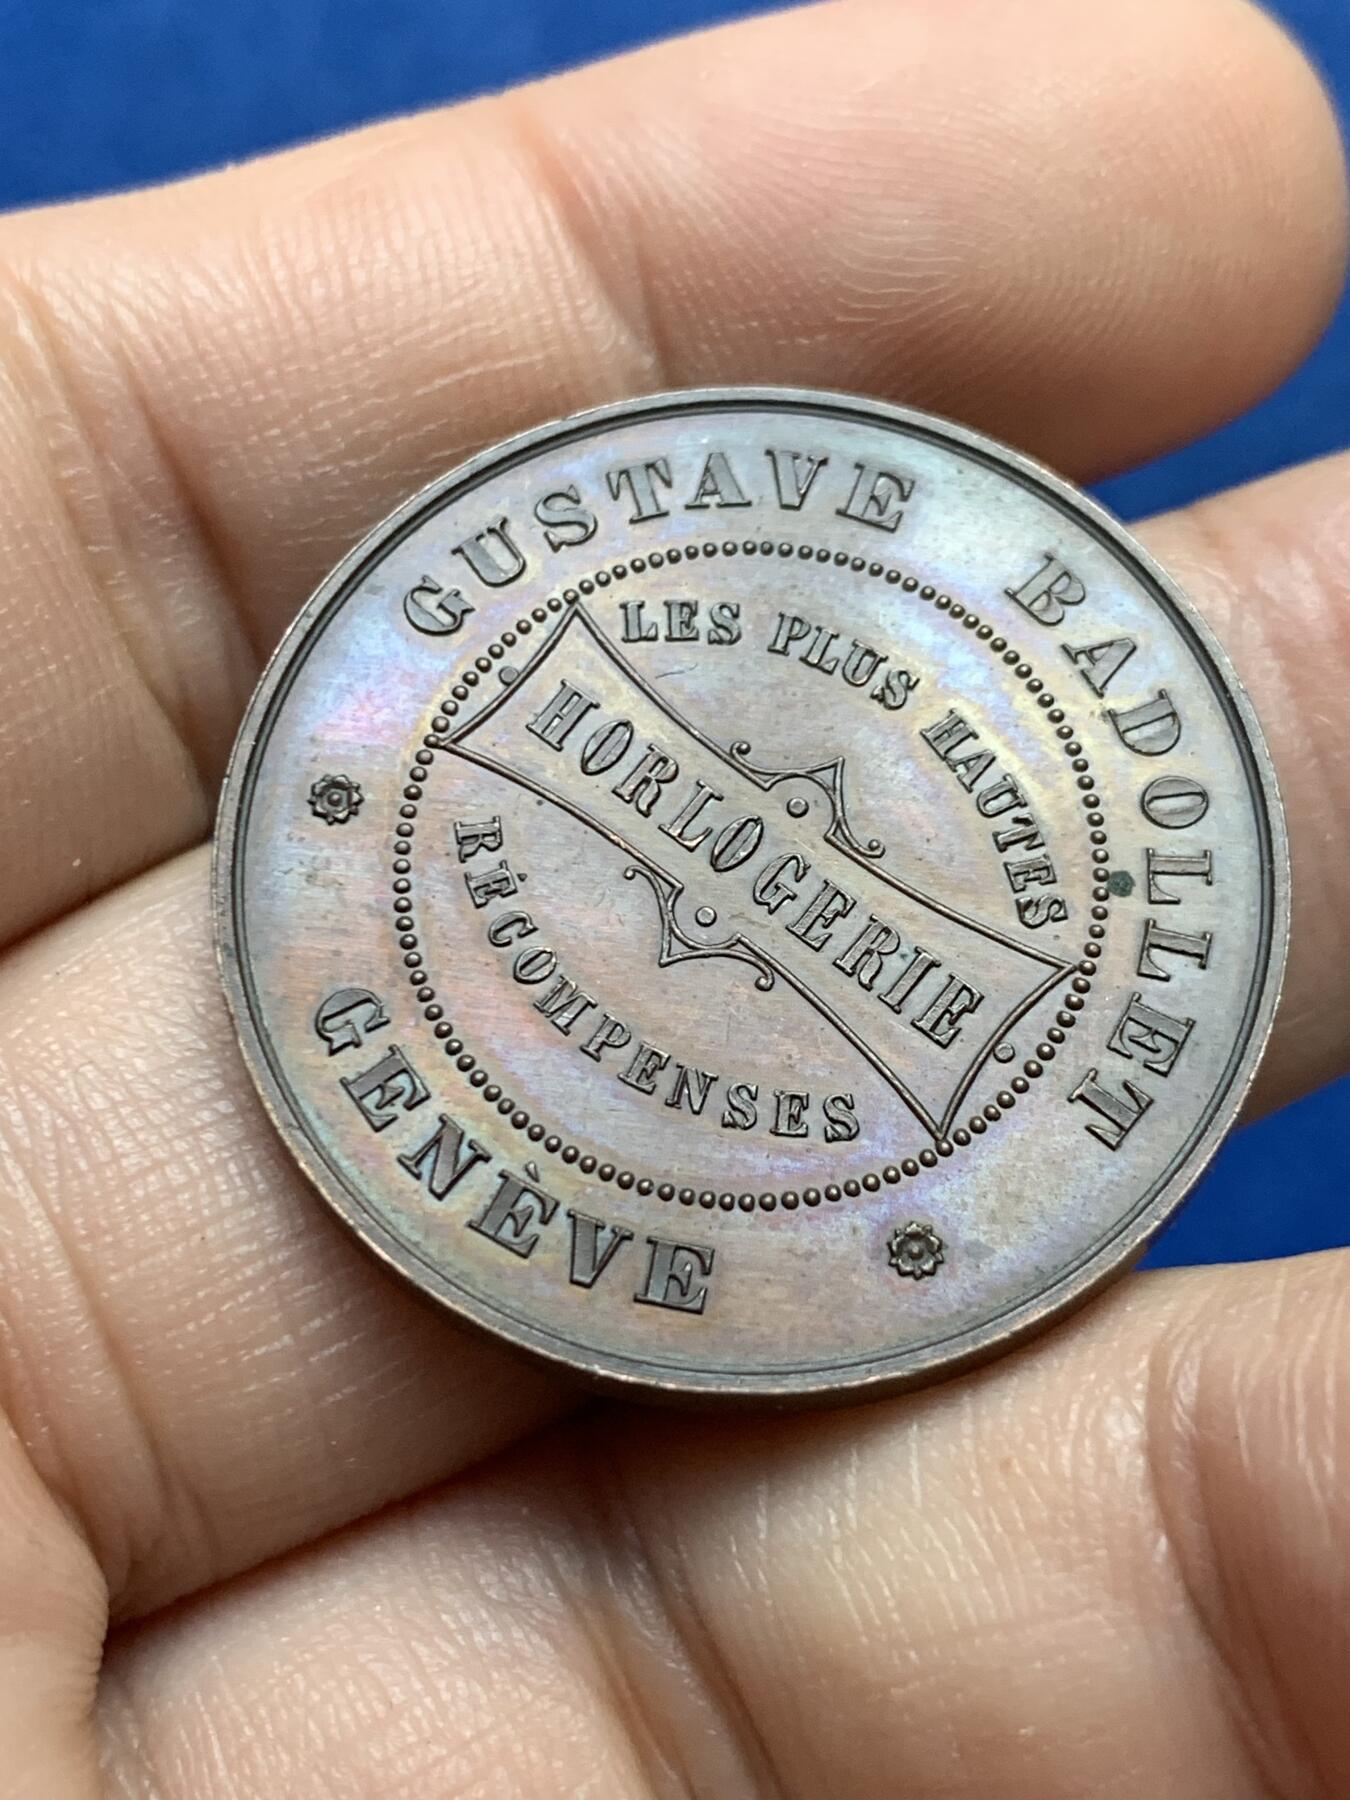 GUSTAVE BADOLLET
LES PLUS HAUTES
HORLOGERIE
RÉCOMPENSES
GENÈVE